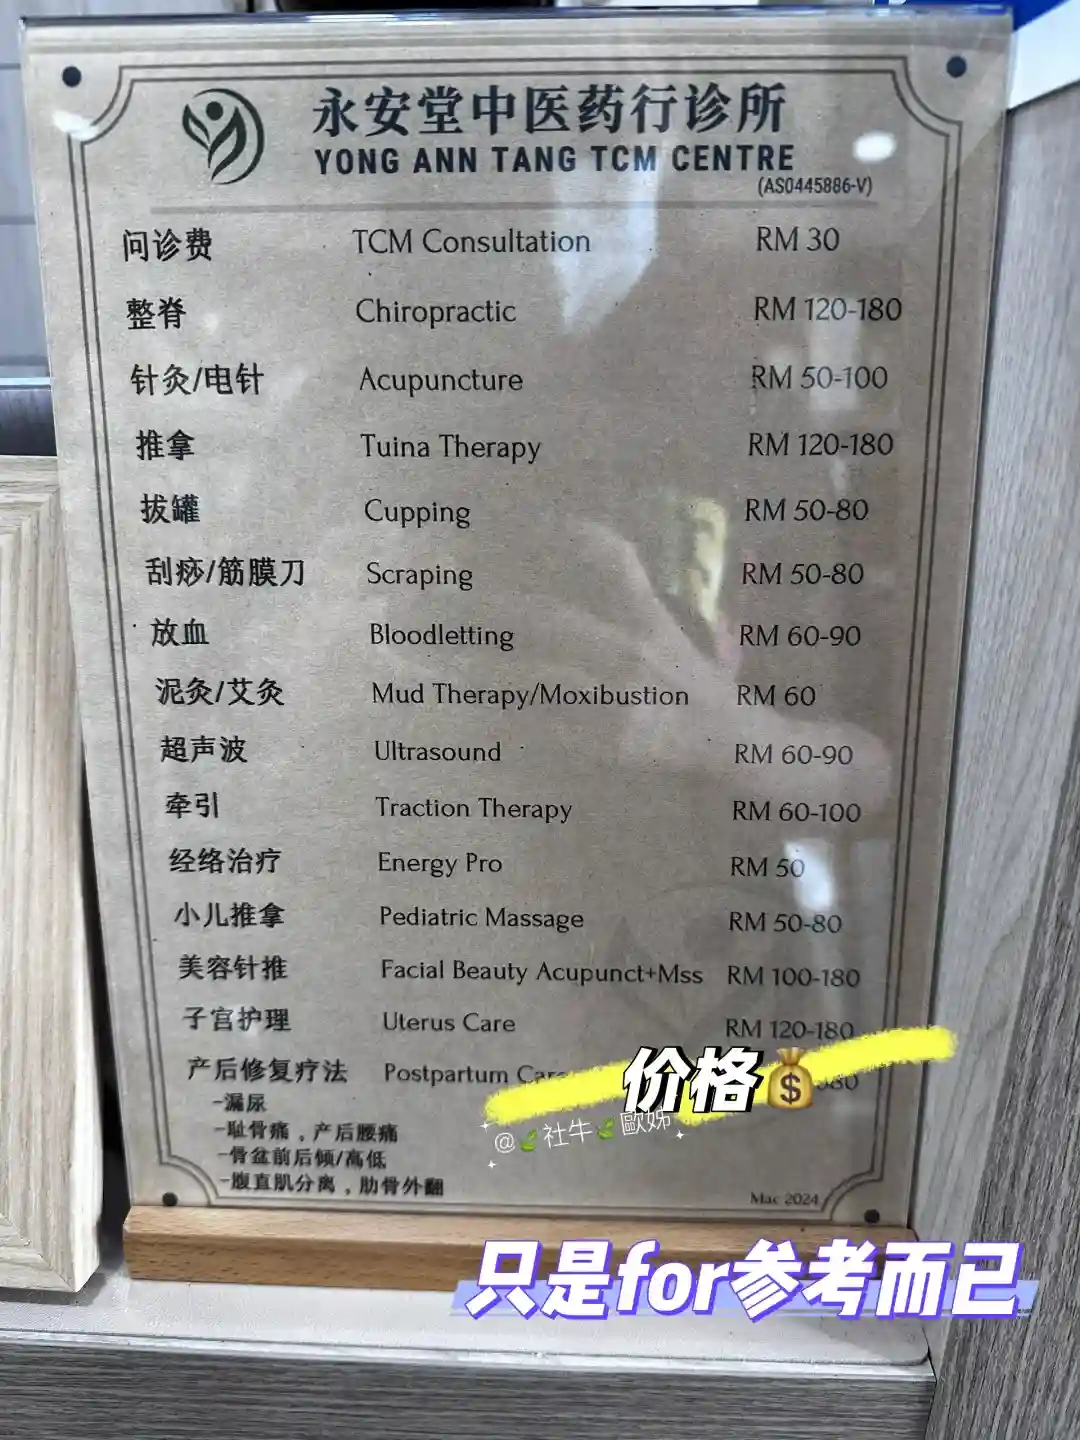 永安堂中医药行诊所
YONG ANN TANG TCM CENTRE
(AS0445886-V)
问诊费 TCM Consultation RM 30
整脊 Chiropractic RM 120-180
针灸/电针 Acupuncture RM 50-100
推拿 Tuina Therapy RM 120-180
拔罐 Cupping RM 50-80
刮痧/筋膜刀 Scraping RM 50-80
放血 Bloodletting RM 60-90
泥灸/艾灸 Mud Therapy/Moxibustion RM 60
超声波 Ultrasound RM 60-90
牵引 Traction Therapy RM 60-100
经络治疗 Energy Pro RM 50
小儿推拿 Pediatric Massage RM 50-80
美容针推 Facial Beauty Acupunct+Mss RM 100-180
子宫护理 Uterus Care RM 120-180
产后修复疗法 Postpartum Care
价格💰
-漏尿
-耻骨痛，产后腰痛
-骨盆前后倾/高低
-腹直肌分离，肋骨外翻
@🌿社牛🌿歐姊
Mac 2024
只是for参考而已